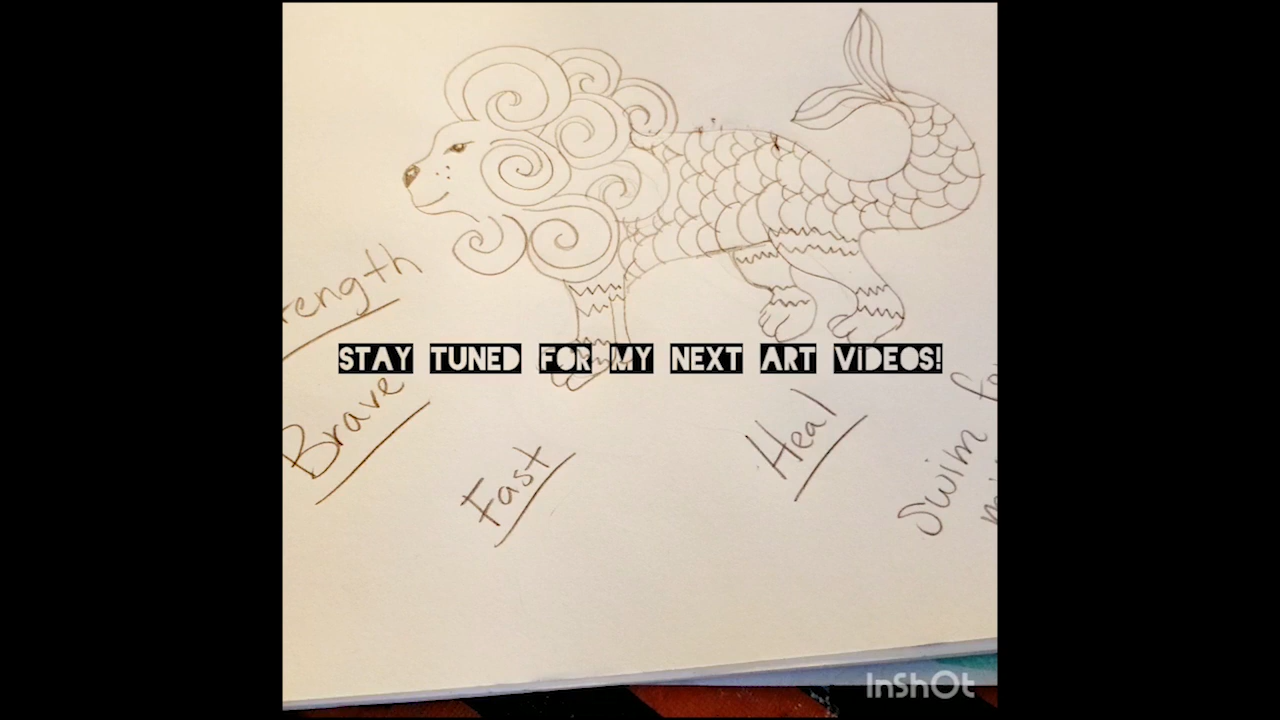 rength
STAY TUNED FOR MY NEXT ART VIDEOS!
Brave
Fast
Heal
Swim
InShOt